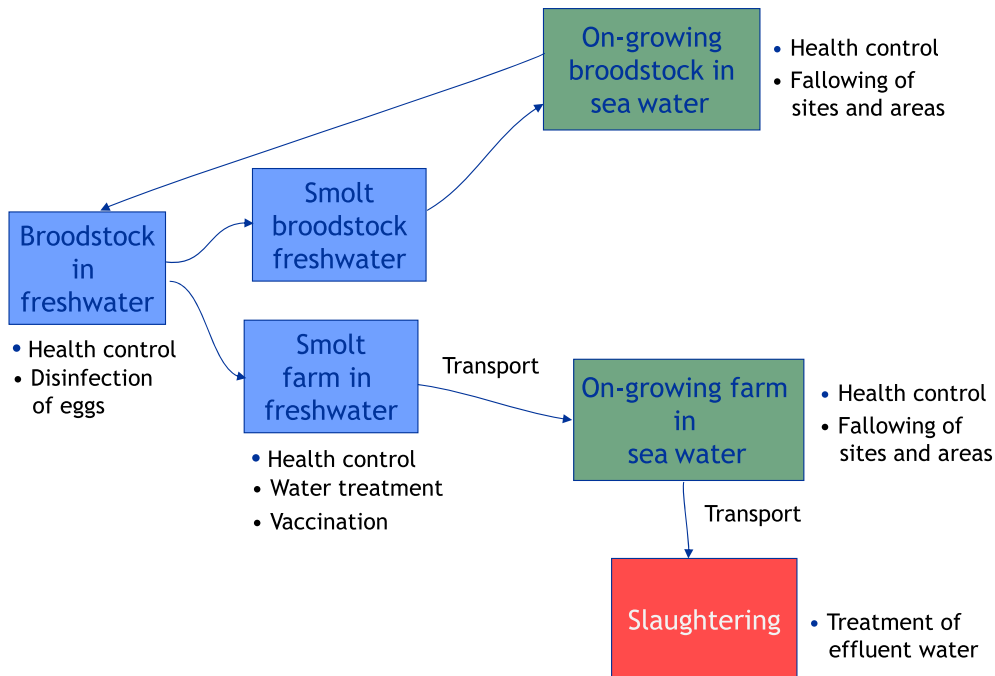 On-growing
broodstock in
sea water
• Health control
• Fallowing of
sites and areas
Smolt
broodstock
freshwater
Broodstock
in
freshwater
• Health control
• Disinfection
of eggs
Smolt
farm in
freshwater
• Health control
• Water treatment
• Vaccination
Transport
On-growing farm
in
sea water
• Health control
• Fallowing of
sites and areas
Transport
Slaughtering
• Treatment of
effluent water